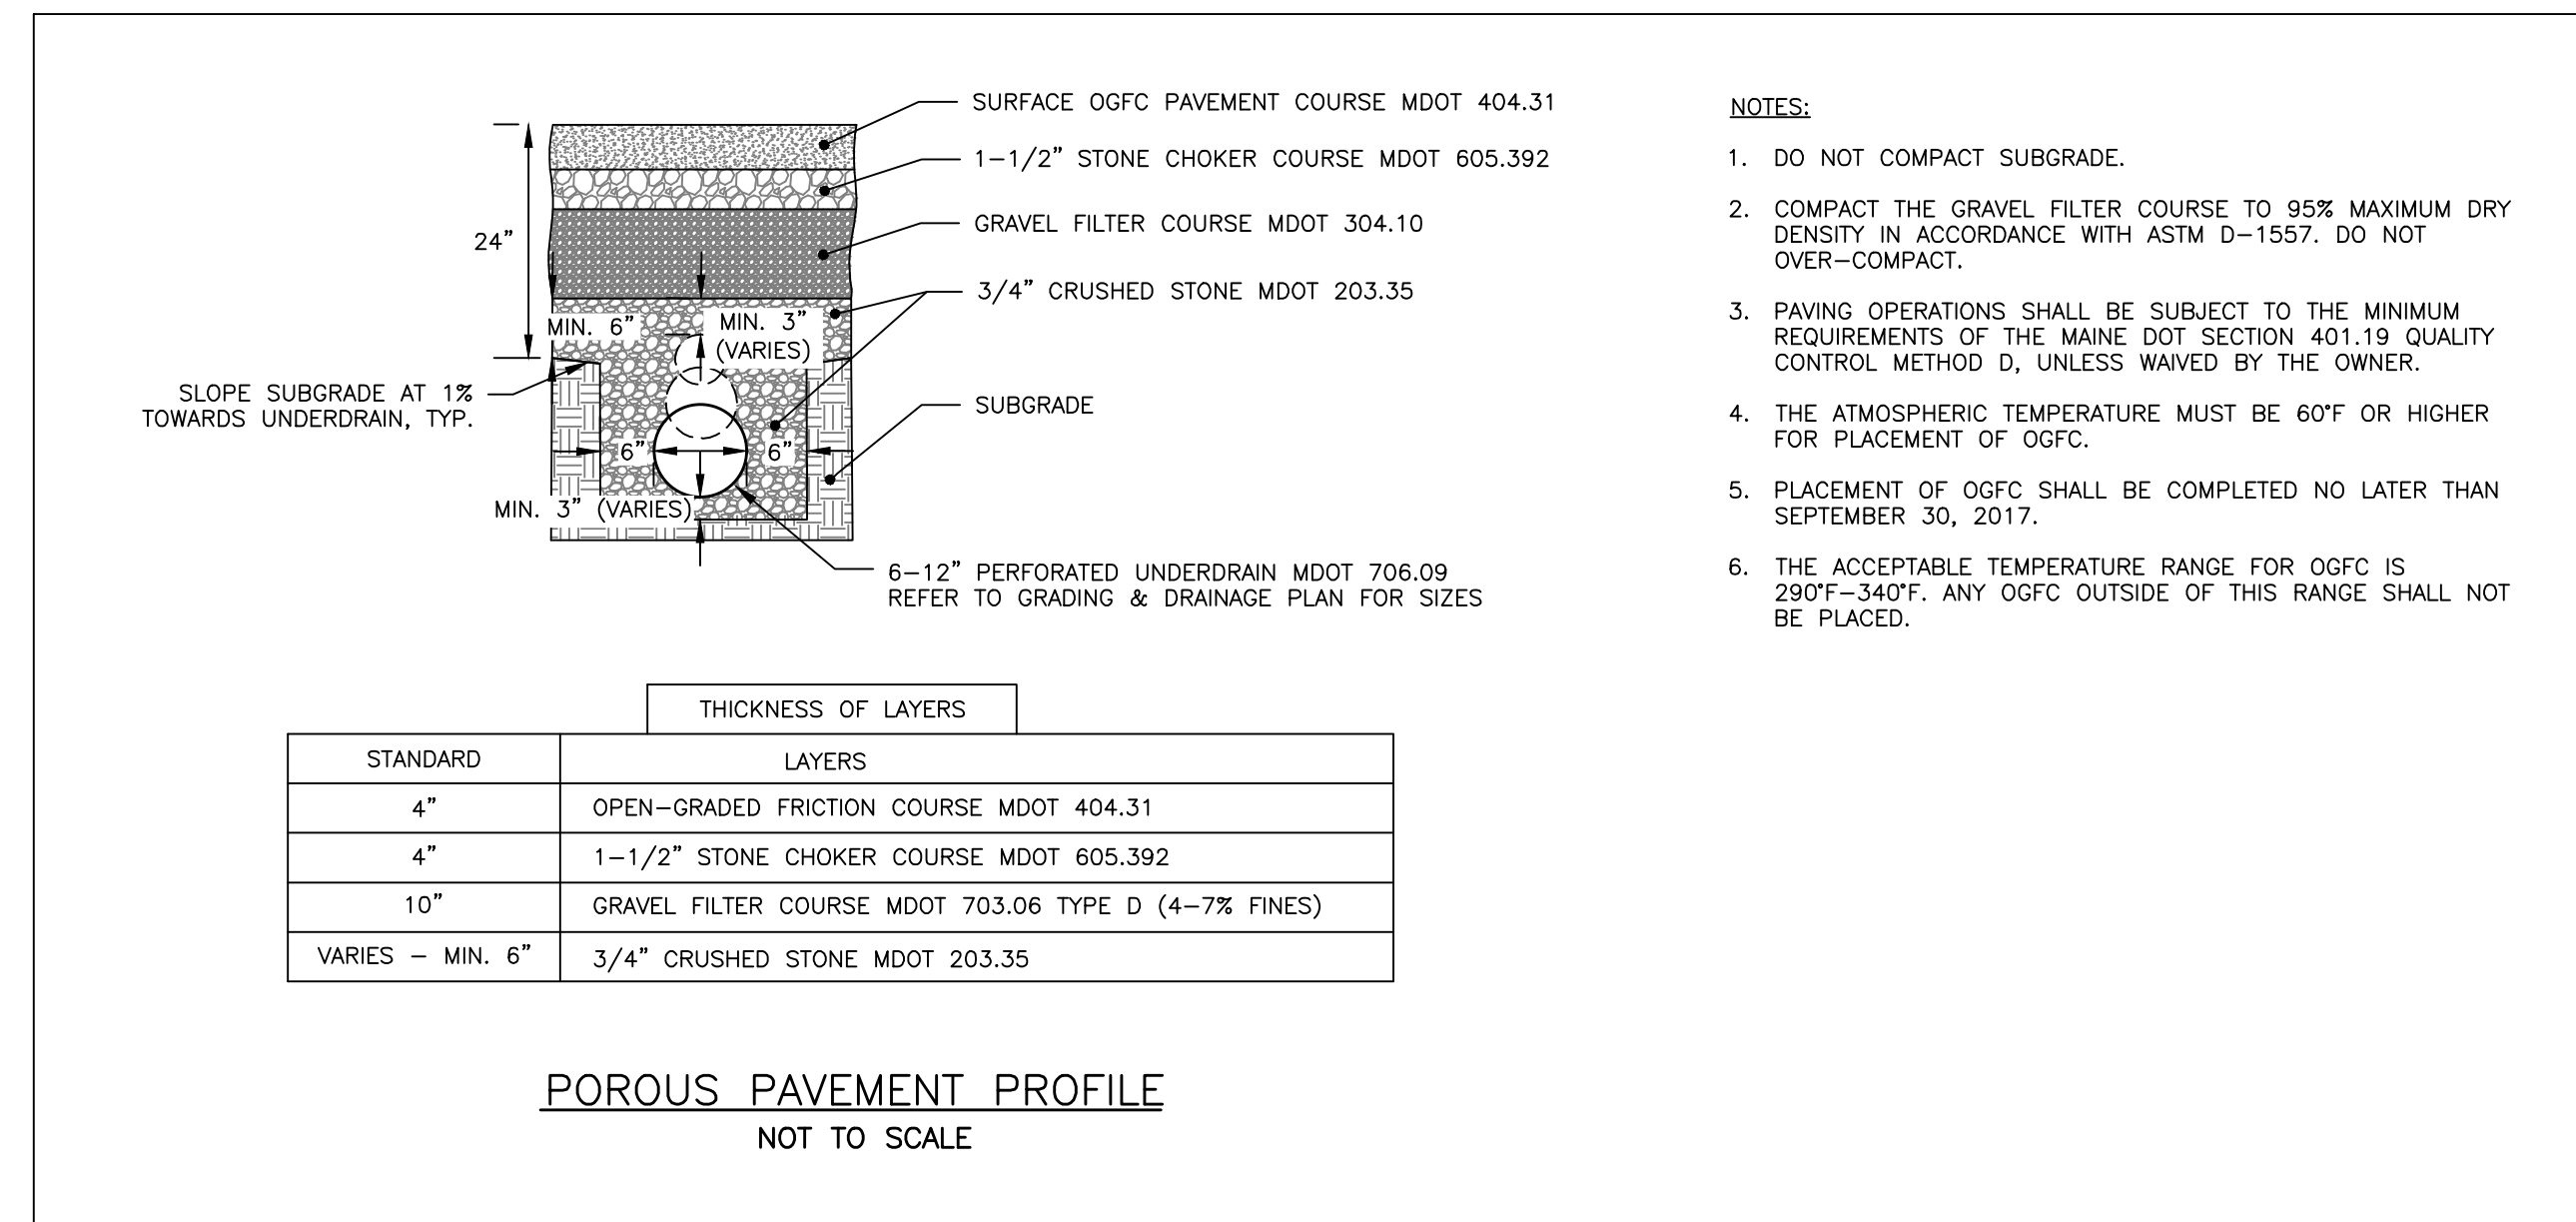 SURFACE OGFC PAVEMENT COURSE MDOT 404.31
1-1/2" STONE CHOKER COURSE MDOT 605.392
GRAVEL FILTER COURSE MDOT 304.10
24"
3/4" CRUSHED STONE MDOT 203.35
MIN. 6"
MIN. 3"
(VARIES)
SLOPE SUBGRADE AT 1%
TOWARDS UNDERDRAIN, TYP.
SUBGRADE
6"
6"
MIN. 3" (VARIES)
6-12" PERFORATED UNDERDRAIN MDOT 706.09
REFER TO GRADING & DRAINAGE PLAN FOR SIZES
NOTES:
1. DO NOT COMPACT SUBGRADE.
2. COMPACT THE GRAVEL FILTER COURSE TO 95% MAXIMUM DRY
DENSITY IN ACCORDANCE WITH ASTM D-1557. DO NOT
OVER-COMPACT.
3. PAVING OPERATIONS SHALL BE SUBJECT TO THE MINIMUM
REQUIREMENTS OF THE MAINE DOT SECTION 401.19 QUALITY
CONTROL METHOD D, UNLESS WAIVED BY THE OWNER.
4. THE ATMOSPHERIC TEMPERATURE MUST BE 60°F OR HIGHER
FOR PLACEMENT OF OGFC.
5. PLACEMENT OF OGFC SHALL BE COMPLETED NO LATER THAN
SEPTEMBER 30, 2017.
6. THE ACCEPTABLE TEMPERATURE RANGE FOR OGFC IS
290°F-340°F. ANY OGFC OUTSIDE OF THIS RANGE SHALL NOT
BE PLACED.
THICKNESS OF LAYERS
STANDARD LAYERS
4" OPEN-GRADED FRICTION COURSE MDOT 404.31
4" 1-1/2" STONE CHOKER COURSE MDOT 605.392
10" GRAVEL FILTER COURSE MDOT 703.06 TYPE D (4-7% FINES)
VARIES - MIN. 6" 3/4" CRUSHED STONE MDOT 203.35
POROUS PAVEMENT PROFILE
NOT TO SCALE